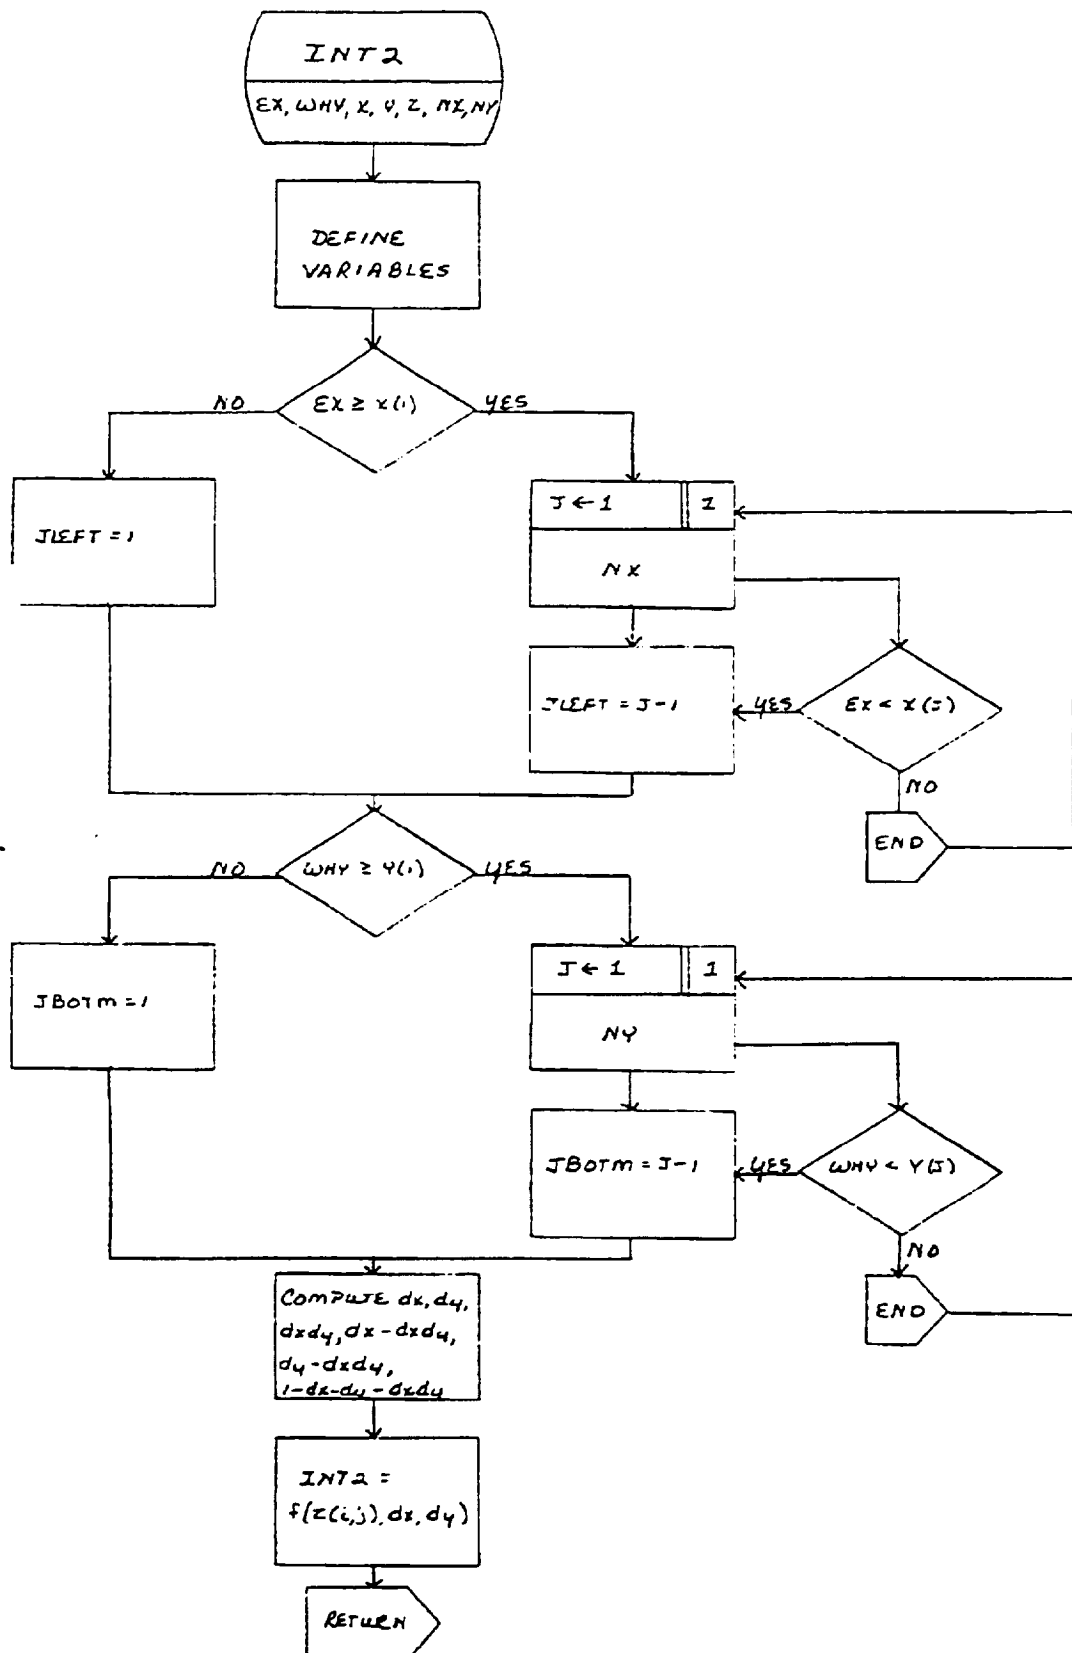 INT2
EX, WHY, X, Y, Z, NX, NY
DEFINE
VARIABLES
EX ≥ X(1)
NO
YES
JLEFT = 1
J ← 1
1
NX
JLEFT = J-1
YES
EX < X(J)
NO
END
WHY ≥ Y(1)
NO
YES
JBOTM = 1
J ← 1
1
NY
JBOTM = J-1
YES
WHY < Y(J)
NO
END
COMPUTE dx, dy,
dxdy, dx-dxdy,
dy-dxdy,
1-dx-dy-dxdy
INT2 =
f(z(i,j), dx, dy)
RETURN